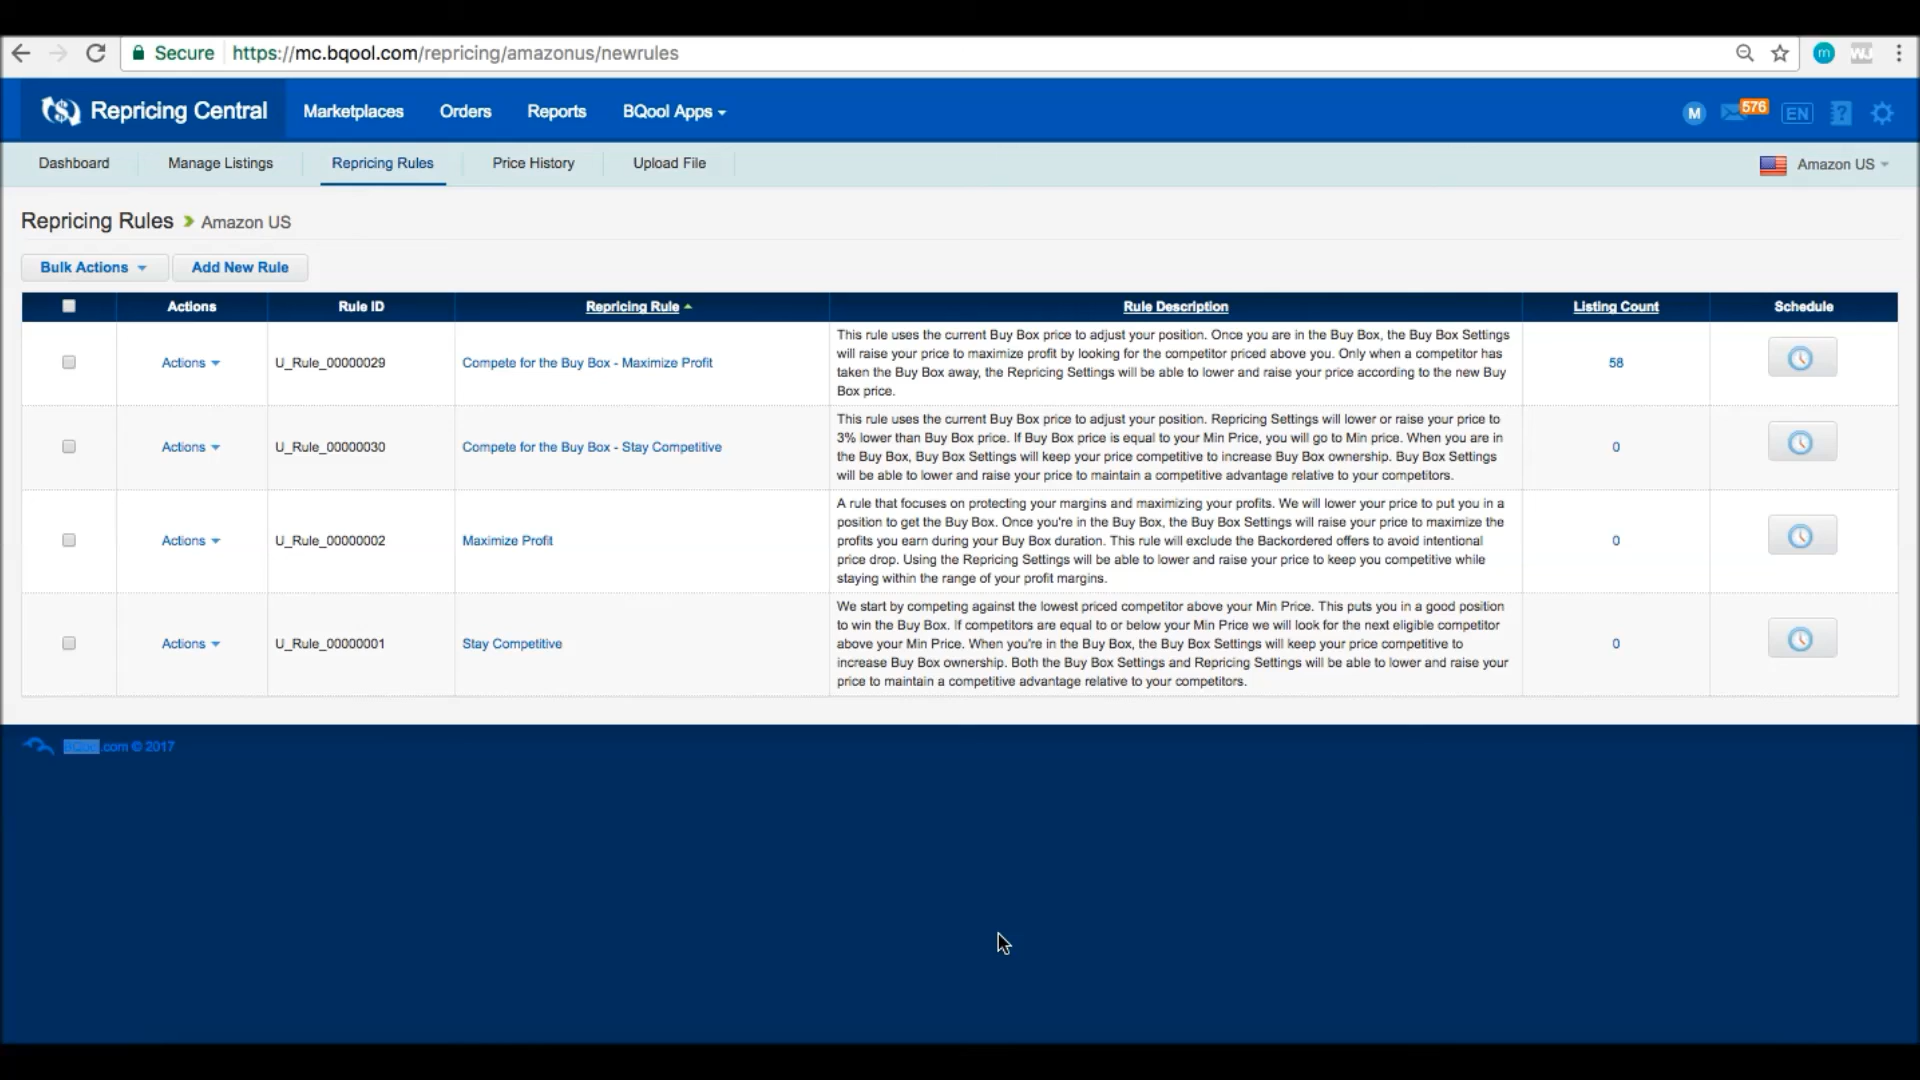 Secure https://mc.bqool.com/repricing/amazonus/newrules
m
WJ
Repricing Central Marketplaces Orders Reports BQool Apps
M 576 EN ?
Dashboard Manage Listings Repricing Rules Price History Upload File Amazon US
Repricing Rules Amazon US
Bulk Actions Add New Rule
Actions Rule ID Repricing Rule Rule Description Listing Count Schedule
This rule uses the current Buy Box price to adjust your position. Once you are in the Buy Box, the Buy Box Settings
will raise your price to maximize profit by looking for the competitor priced above you. Only when a competitor has
Actions U_Rule_00000029 Compete for the Buy Box - Maximize Profit 58
taken the Buy Box away, the Repricing Settings will be able to lower and raise your price according to the new Buy
Box price.
This rule uses the current Buy Box price to adjust your position. Repricing Settings will lower or raise your price to
3% lower than Buy Box price. If Buy Box price is equal to your Min Price, you will go to Min price. When you are in
Actions U_Rule_00000030 Compete for the Buy Box - Stay Competitive 0
the Buy Box, Buy Box Settings will keep your price competitive to increase Buy Box ownership. Buy Box Settings
will be able to lower and raise your price to maintain a competitive advantage relative to your competitors.
A rule that focuses on protecting your margins and maximizing your profits. We will lower your price to put you in a
position to get the Buy Box. Once you're in the Buy Box, the Buy Box Settings will raise your price to maximize the
Actions U_Rule_00000002 Maximize Profit 0
profits you earn during your Buy Box duration. This rule will exclude the Backordered offers to avoid intentional
price drop. Using the Repricing Settings will be able to lower and raise your price to keep you competitive while
staying within the range of your profit margins.
We start by competing against the lowest priced competitor above your Min Price. This puts you in a good position
to win the Buy Box. If competitors are equal to or below your Min Price we will look for the next eligible competitor
Actions U_Rule_00000001 Stay Competitive 0
above your Min Price. When you're in the Buy Box, the Buy Box Settings will keep your price competitive to
increase Buy Box ownership. Both the Buy Box Settings and Repricing Settings will be able to lower and raise your
price to maintain a competitive advantage relative to your competitors.
BQool.com © 2017